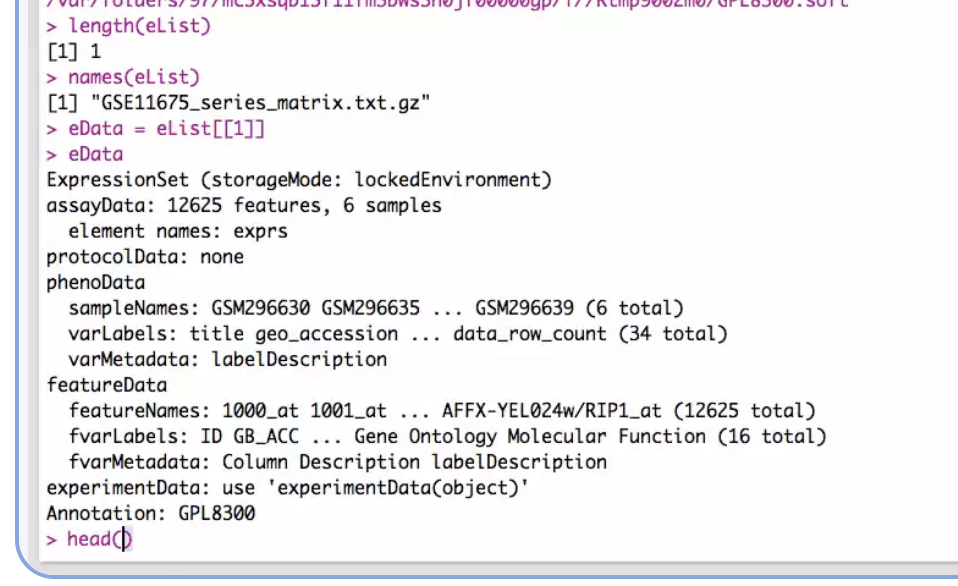 > length(eList)
[1] 1
> names(eList)
[1] "GSE11675_series_matrix.txt.gz"
> eData = eList[[1]]
> eData
ExpressionSet (storageMode: lockedEnvironment)
assayData: 12625 features, 6 samples
  element names: exprs
protocolData: none
phenoData
  sampleNames: GSM296630 GSM296635 ... GSM296639 (6 total)
  varLabels: title geo_accession ... data_row_count (34 total)
  varMetadata: labelDescription
featureData
  featureNames: 1000_at 1001_at ... AFFX-YEL024w/RIP1_at (12625 total)
  fvarLabels: ID GB_ACC ... Gene Ontology Molecular Function (16 total)
  fvarMetadata: Column Description labelDescription
experimentData: use 'experimentData(object)'
Annotation: GPL8300
> head()